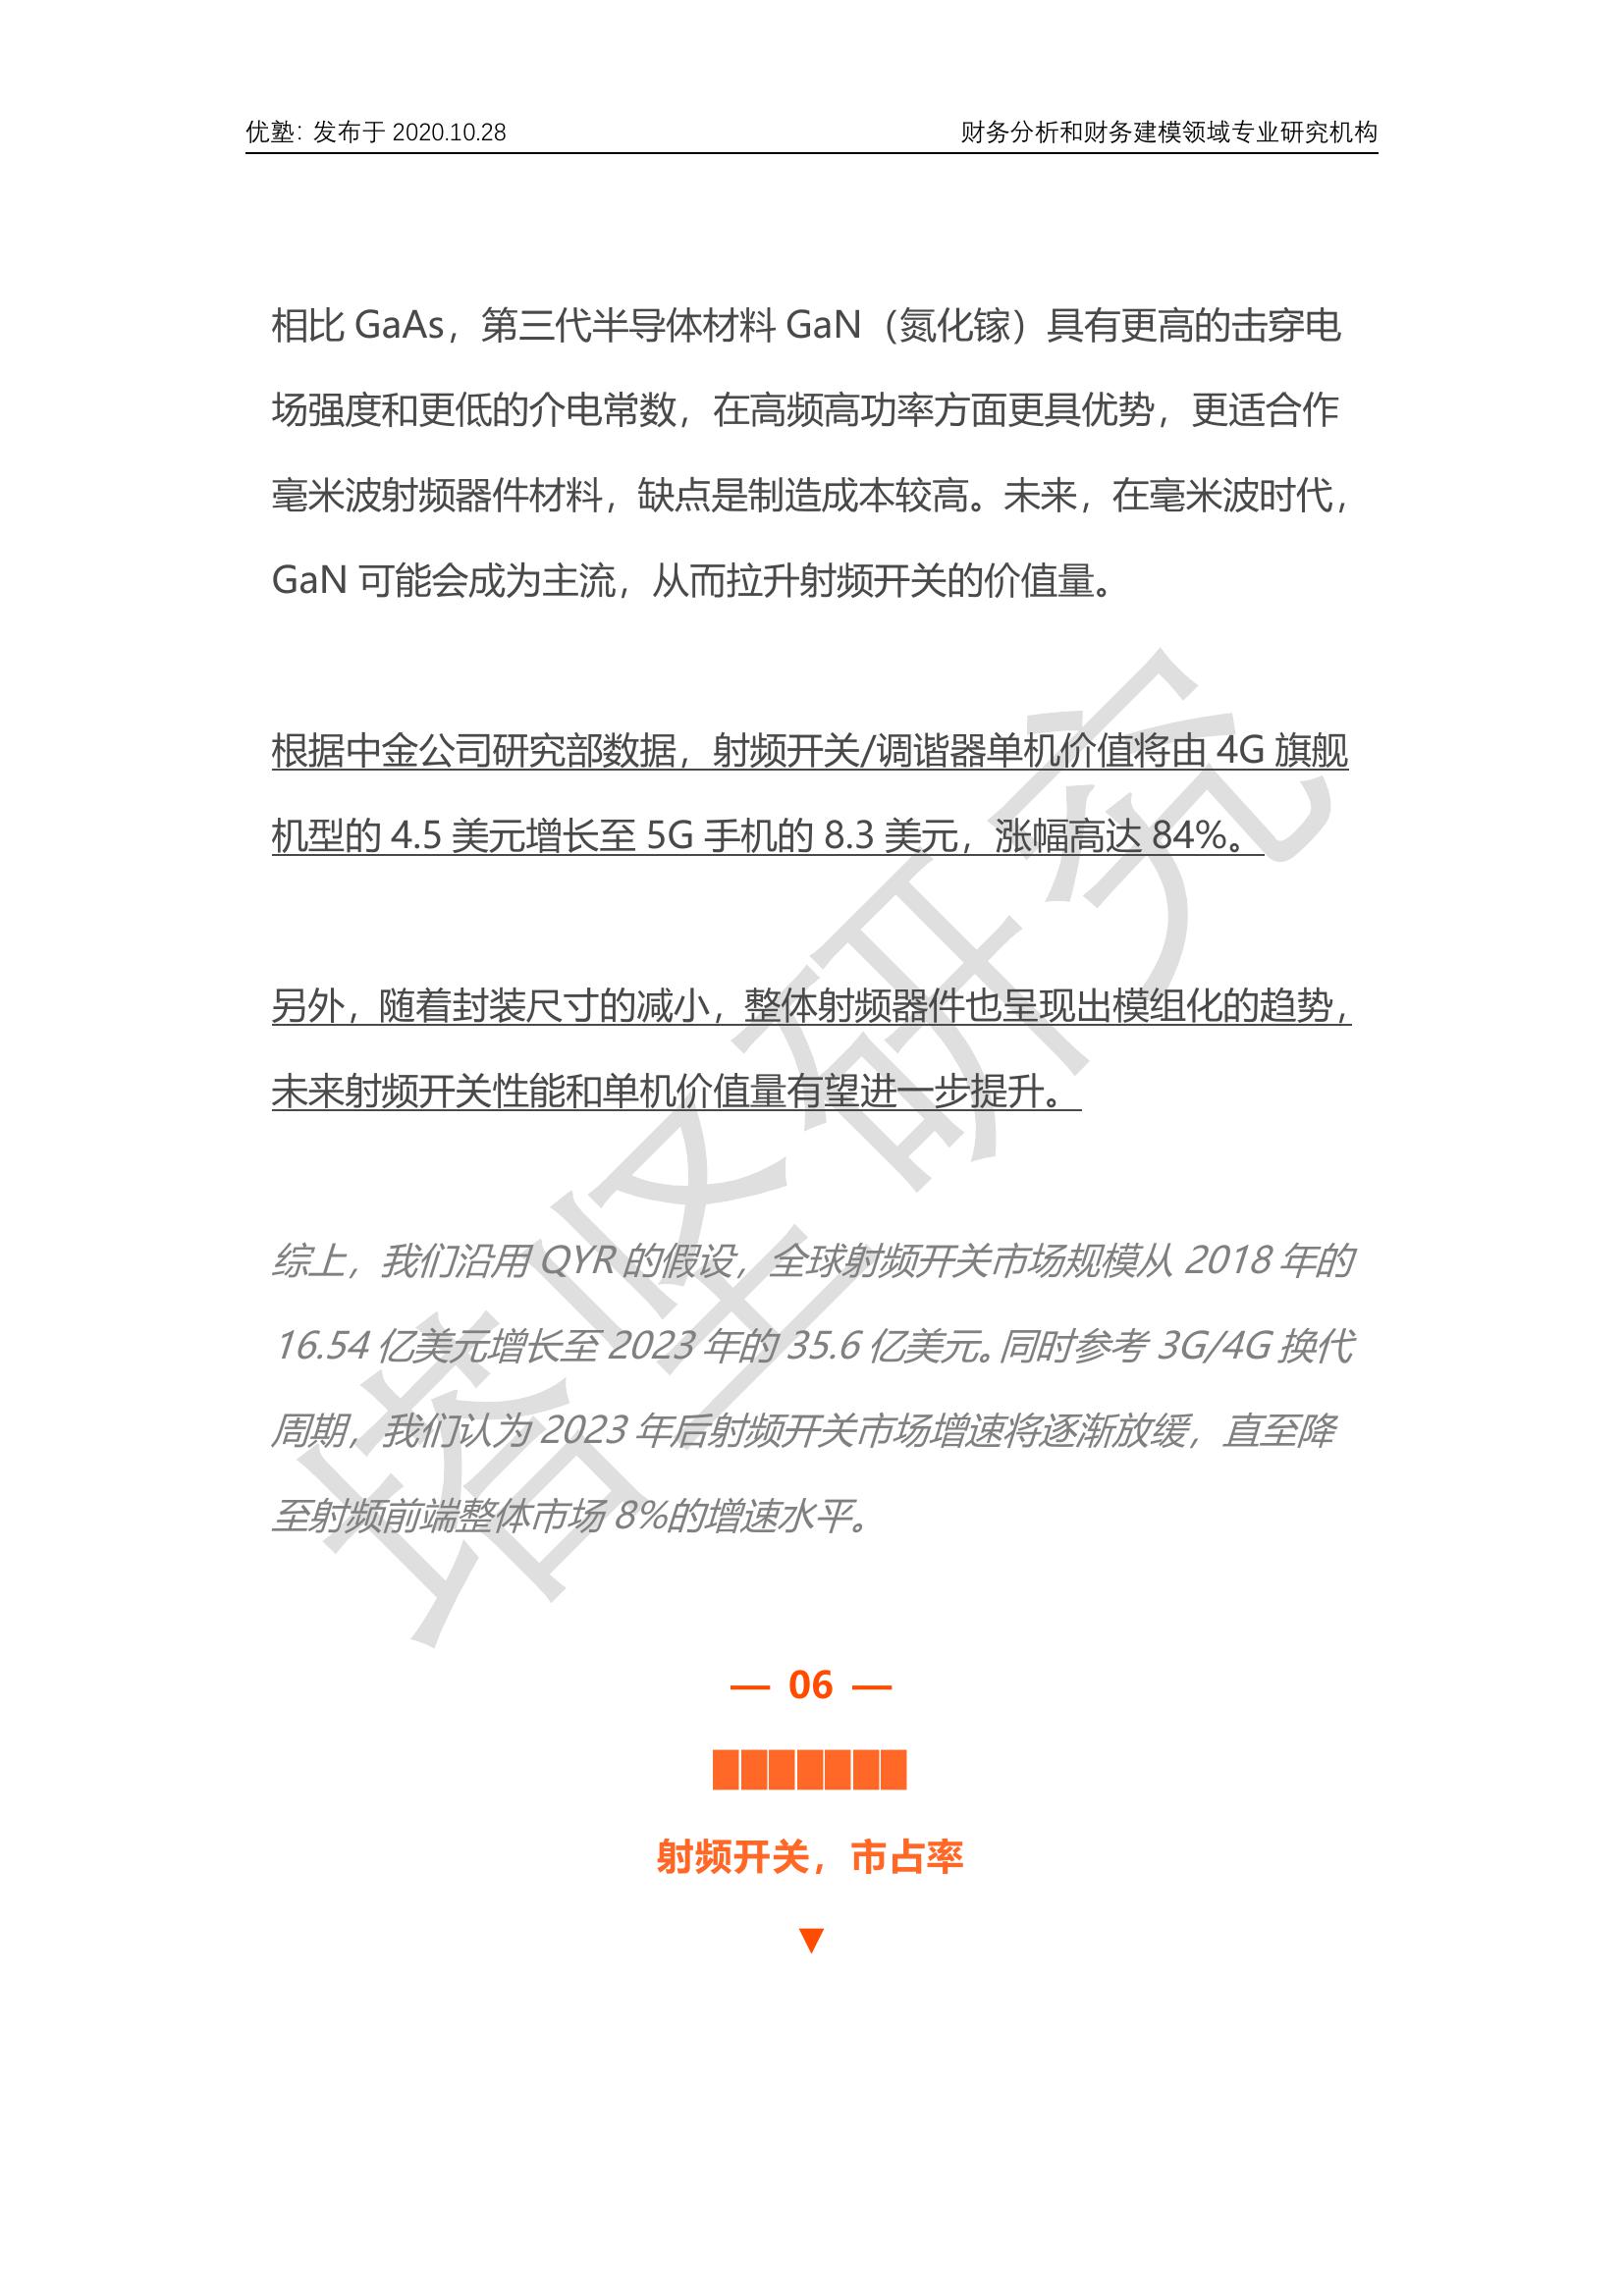 优塾：发布于 2020.10.28
财务分析和财务建模领域专业研究机构
相比 GaAs，第三代半导体材料 GaN（氮化镓）具有更高的击穿电
场强度和更低的介电常数，在高频高功率方面更具优势，更适合作
毫米波射频器件材料，缺点是制造成本较高。未来，在毫米波时代，
GaN 可能会成为主流，从而拉升射频开关的价值量。
根据中金公司研究部数据，射频开关/调谐器单机价值将由 4G 旗舰
机型的 4.5 美元增长至 5G 手机的 8.3 美元，涨幅高达 84%。
另外，随着封装尺寸的减小，整体射频器件也呈现出模组化的趋势，
未来射频开关性能和单机价值量有望进一步提升。
综上，我们沿用 QYR 的假设，全球射频开关市场规模从 2018 年的
16.54 亿美元增长至 2023 年的 35.6 亿美元。同时参考 3G/4G 换代
周期，我们认为 2023 年后射频开关市场增速将逐渐放缓，直至降
至射频前端整体市场 8%的增速水平。
— 06 —
███████
射频开关，市占率
▼
塔坚研究